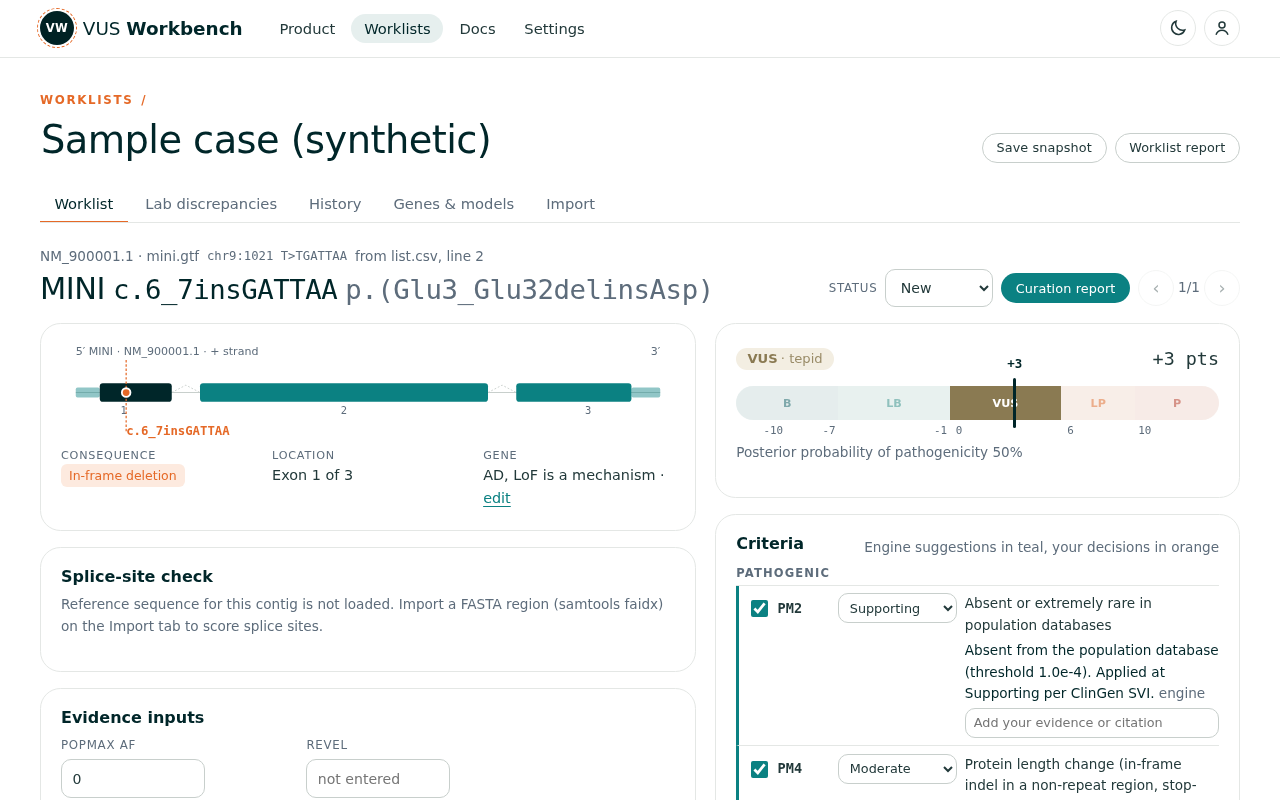 VW VUS Workbench Product Worklists Docs Settings
WORKLISTS /
Sample case (synthetic)
Save snapshot Worklist report
Worklist Lab discrepancies History Genes & models Import
NM_900001.1 · mini.gtf chr9:1021 T>TGATTAA from list.csv, line 2
MINI c.6_7insGATTAA p.(Glu3_Glu32delinsAsp)
STATUS New Curation report ‹ 1/1 ›
5′ MINI · NM_900001.1 · + strand 3′
1 2 3
c.6_7insGATTAA
CONSEQUENCE LOCATION GENE
In-frame deletion Exon 1 of 3 AD, LoF is a mechanism ·
edit
Splice-site check
Reference sequence for this contig is not loaded. Import a FASTA region (samtools faidx)
on the Import tab to score splice sites.
Evidence inputs
POPMAX AF REVEL
0 not entered
VUS · tepid +3 +3 pts
B LB VUS LP P
-10 -7 -1 0 6 10
Posterior probability of pathogenicity 50%
Criteria Engine suggestions in teal, your decisions in orange
PATHOGENIC
PM2 Supporting Absent or extremely rare in
population databases
Absent from the population database
(threshold 1.0e-4). Applied at
Supporting per ClinGen SVI. engine
Add your evidence or citation
PM4 Moderate Protein length change (in-frame
indel in a non-repeat region, stop-